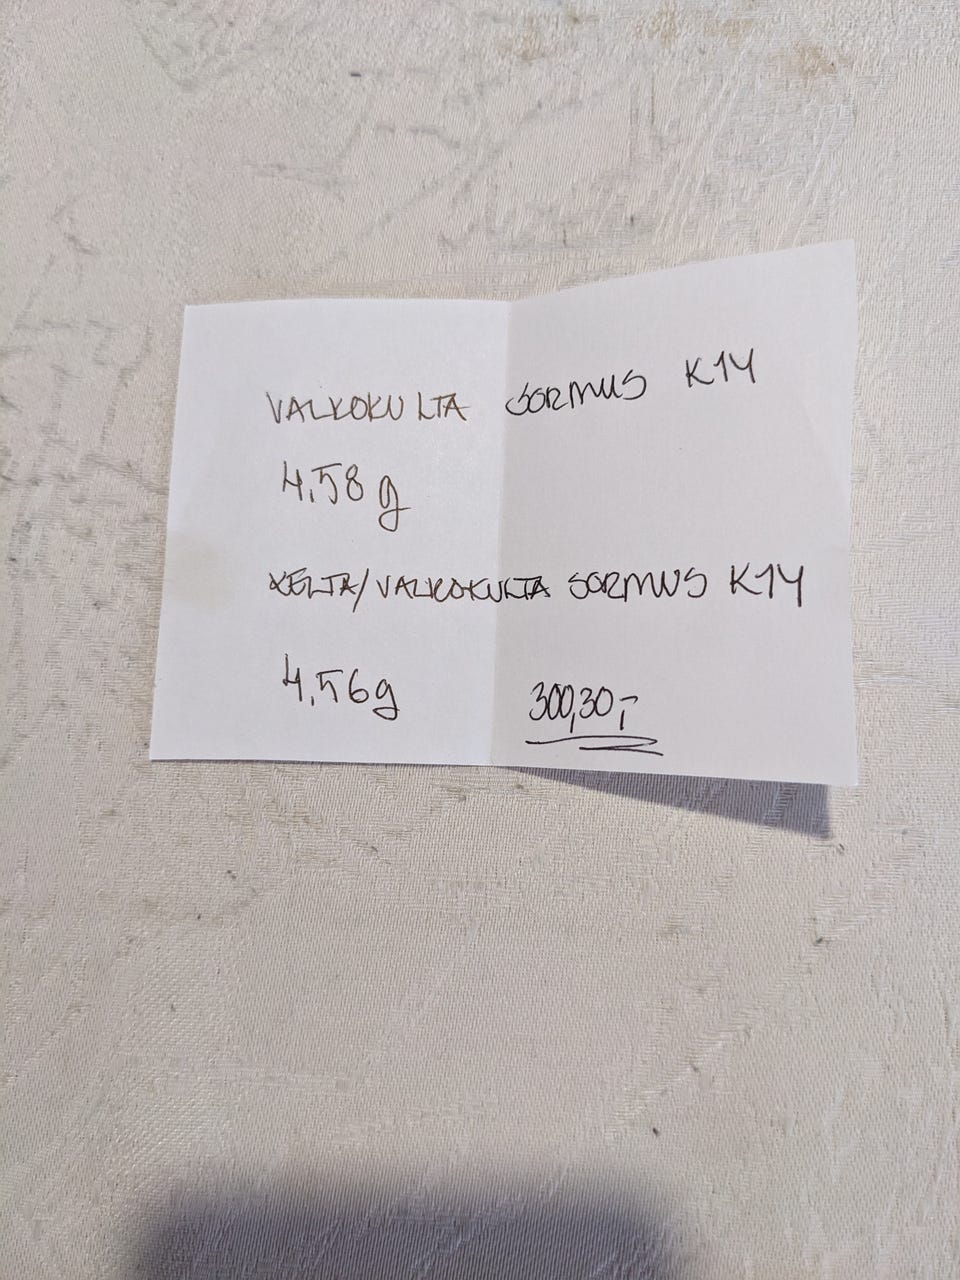 VALKOKULTA SORMUS K14
4,58 g
KELTA/VALKOKULTA SORMUS K14
4,56g 300,30,-